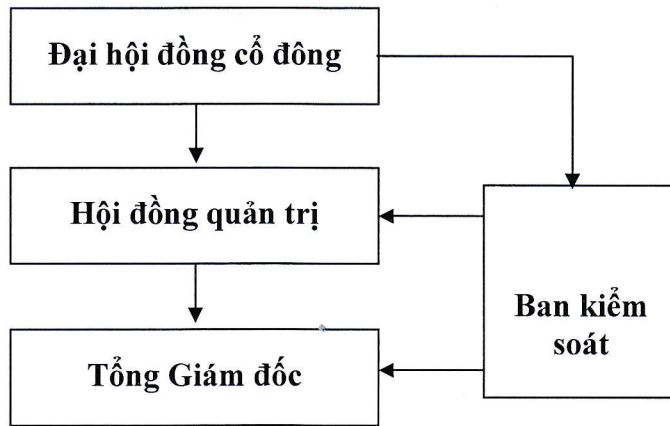 Đại hội đồng cổ đông
Hội đồng quản trị
Ban kiểm
soát
Tổng Giám đốc